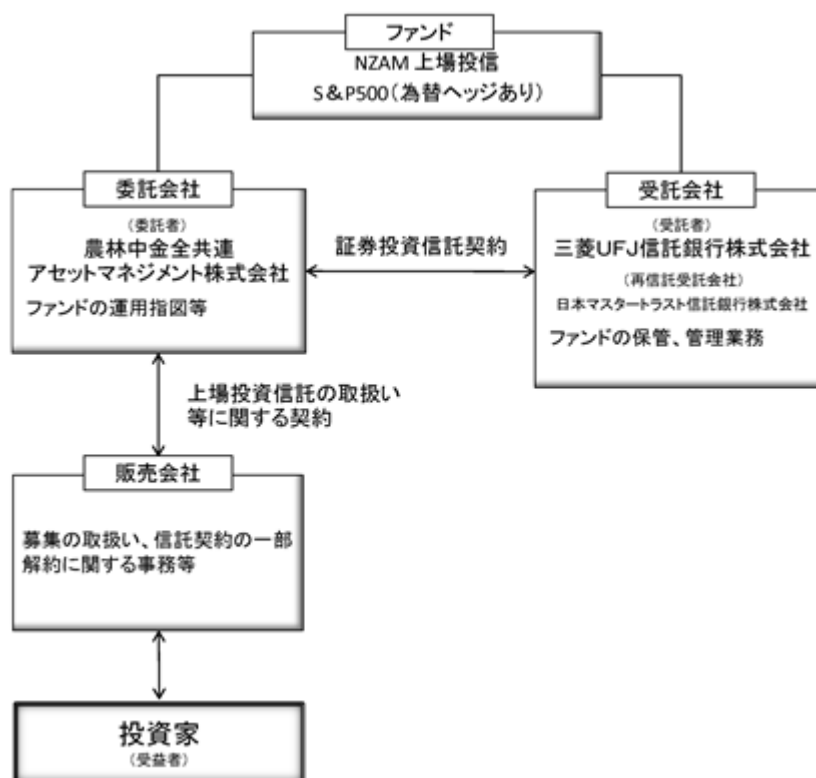 ファンド
NZAM 上場投信
S&P500(為替ヘッジあり)
委託会社
(委託者)
農林中金全共連
アセットマネジメント株式会社
ファンドの運用指図等
証券投資信託契約
受託会社
(受託者)
三菱UFJ信託銀行株式会社
(再信託受託会社)
日本マスタートラスト信託銀行株式会社
ファンドの保管、管理業務
上場投資信託の取扱い
等に関する契約
販売会社
募集の取扱い、信託契約の一部
解約に関する事務等
投資家
(受益者)